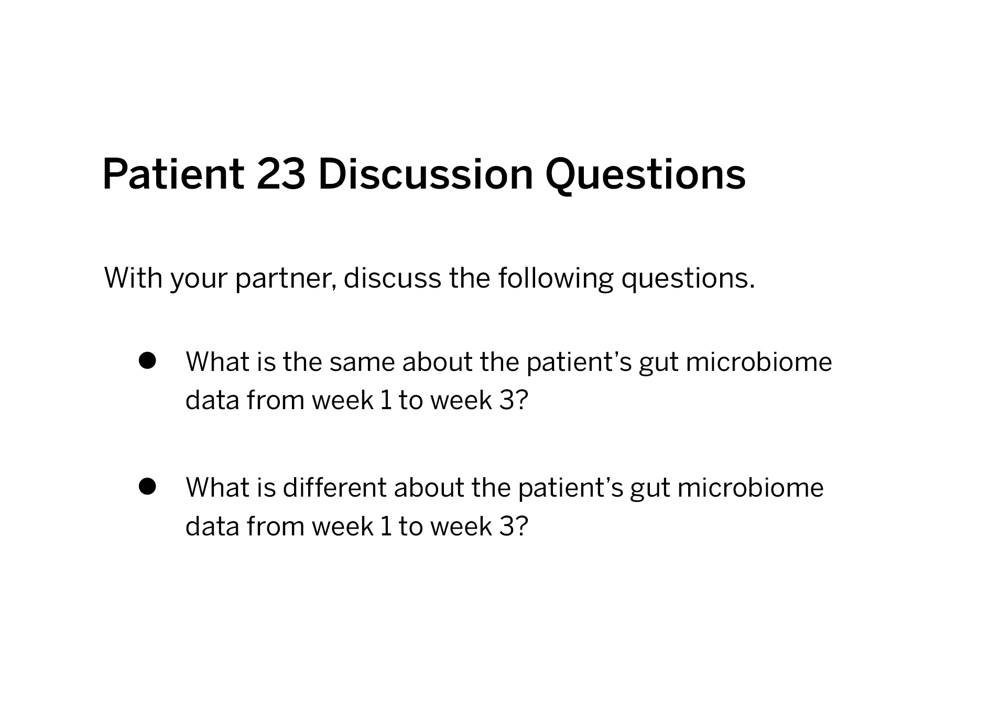 Patient 23 Discussion Questions
With your partner, discuss the following questions.
● What is the same about the patient’s gut microbiome
data from week 1 to week 3?
● What is different about the patient’s gut microbiome
data from week 1 to week 3?